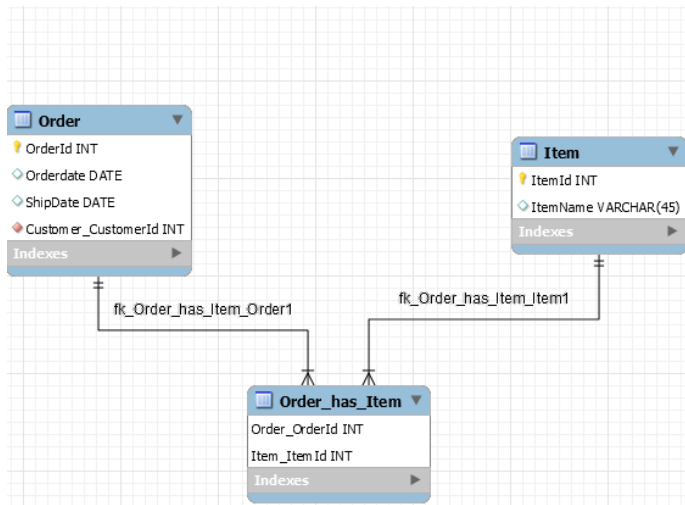 Order
OrderId INT
Orderdate DATE
ShipDate DATE
Customer_CustomerId INT
Indexes
Item
ItemId INT
ItemName VARCHAR(45)
Indexes
fk_Order_has_Item_Order1
fk_Order_has_Item_Item1
Order_has_Item
Order_OrderId INT
Item_ItemId INT
Indexes